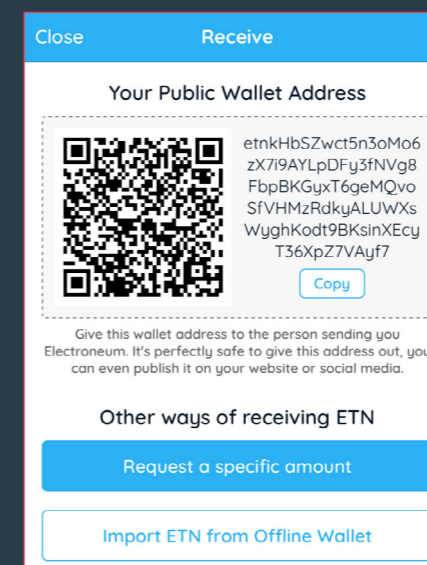 Close
Receive
Your Public Wallet Address
etnkHbSZwct5n3oMo6
zX7i9AYLpDFy3fNVg8
FbpBKGyxT6geMQvo
SfVHMzRdkyALUWXs
WyghKodt9BKsinXEcy
T36XpZ7VAyf7
Copy
Give this wallet address to the person sending you
Electroneum. It's perfectly safe to give this address out, you
can even publish it on your website or social media.
Other ways of receiving ETN
Request a specific amount
Import ETN from Offline Wallet